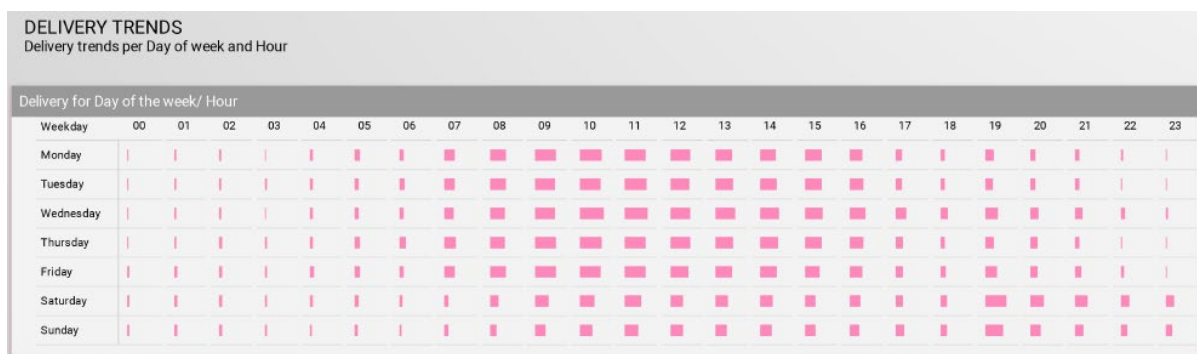 DELIVERY TRENDS
Delivery trends per Day of week and Hour
Delivery for Day of the week/ Hour
Weekday 00 01 02 03 04 05 06 07 08 09 10 11 12 13 14 15 16 17 18 19 20 21 22 23
Monday
Tuesday
Wednesday
Thursday
Friday
Saturday
Sunday